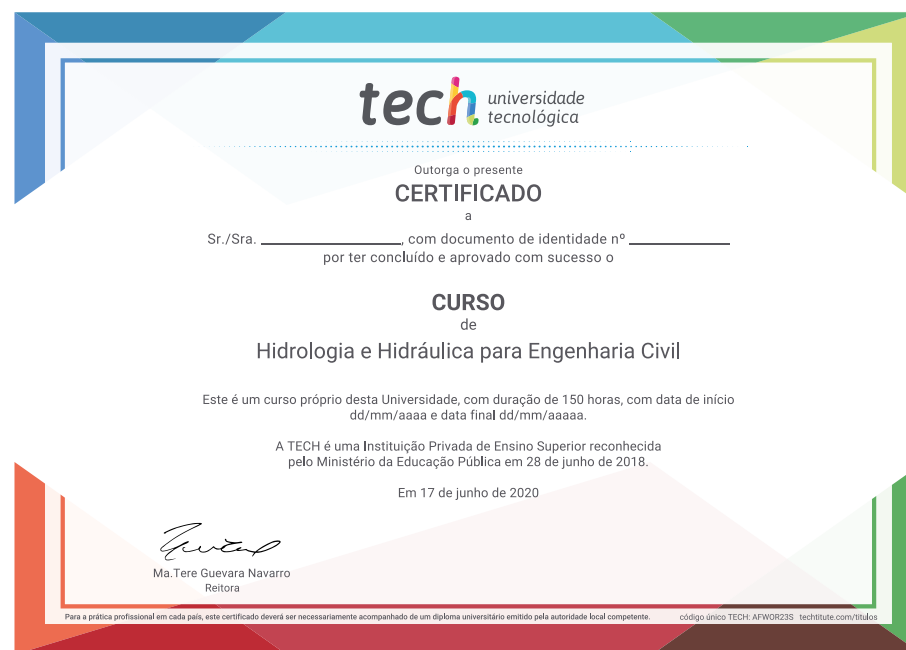 tech universidade
tecnológica
Outorga o presente
CERTIFICADO
a
Sr./Sra. ____________________, com documento de identidade nº ______________
por ter concluído e aprovado com sucesso o
CURSO
de
Hidrologia e Hidráulica para Engenharia Civil
Este é um curso próprio desta Universidade, com duração de 150 horas, com data de início
dd/mm/aaaa e data final dd/mm/aaaaa.
A TECH é uma Instituição Privada de Ensino Superior reconhecida
pelo Ministério da Educação Pública em 28 de junho de 2018.
Em 17 de junho de 2020
Ma.Tere Guevara Navarro
Reitora
Para a prática profissional em cada país, este certificado deverá ser necessariamente acompanhado de um diploma universitário emitido pela autoridade local competente. código único TECH: AFWOR23S techtitute.com/titulos